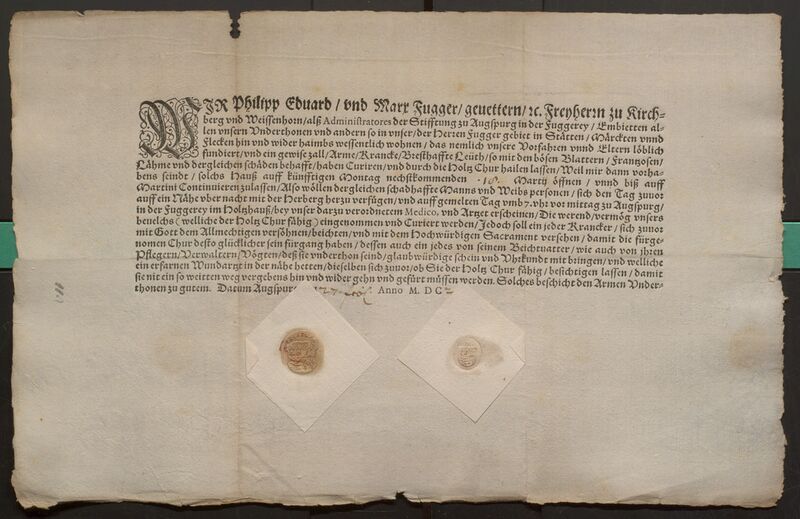 WIR Philipp Eduard / vnd Marx Fugger / geuettern / ꝛc. Freyherrn zu Kirch-
berg vnd Weissenhorn / alß Administratores der Stifftung zu Augspurg in der Fuggerey / Embietten al-
len vnsern Vnderthonen vnd andern so in vnser / der Herren Fugger gebiet in Stätten / Märckten vnnd
Flecken hin vnd wider haimbs wessentlich wohnen / das nemlich vnsere Vorfahren vnnd Eltern löblich
fundiert / vnd ein gewise zall / Arme / Krancke / Breßhaffte Leüth / so mit den bösen Blattern / Frantzosen /
Lähme vnd dergleichen schäden behafft / haben Curiren / vnd durch die Holtz Chur hailen lassen / Weil mir dann vorha-
bens seindt / solchs Hauß auff künfftigen Montag nechstkommenden Martij öffnen / vnnd biß auff
Martini Continuieren zulassen / Also wöllen dergleichen schadhaffte Manns vnd Weibs personen / sich den Tag zuuor
auff ein Nähe vber nacht mit der Herberg herzu verfügen / vnd auff gemelten Tag vmb 7. vhr vor mittag zu Augspurg /
in der Fuggerey im Holtzhauß / bey vnser darzu verordnetem Medico, vnd Artzet erscheinen / Die werend / vermög vnsers
beuelchs ( welliche der Holtz Chur fähig ) eingenommen vnd Curiert werden / Jedoch soll ein jeder Krancker / sich zuuor
mit Gott dem Allmechtigen versöhnen / beichten / vnd mit dem Hochwürdigen Sacrament versehen / damit die fürge-
nomen Chur desto glücklicher sein fürgang haben / dessen auch ein jedes von seinem Beichtuatter / wie auch von jhren
Pflegern / Verwaltern / Vögten / deß sie vnderthon seind / glaubwürdige schein vnd Vhrkundt mit bringen / vnd welliche
ein erfarten Wundartzt in der nähe hetten / dieselben sich zuuor / ob Sie der Holtz Chur fähig / besichtigen lassen / damit
sie nit ein so weitten weg vergebens hin vnd wider gehn vnd gefürt müssen werden. Solches beschicht den Armen Vnder-
thonen zu gutem. Datum Augspurg Anno M. DC 2